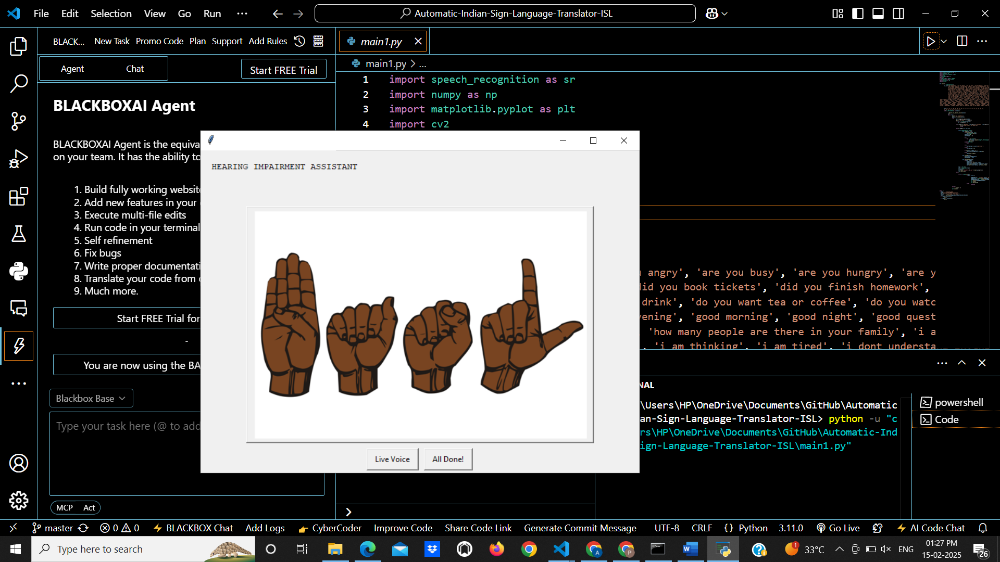 File Edit Selection View Go Run ··· Automatic-Indian-Sign-Language-Translator-ISL
BLACK... New Task Promo Code Plan Support Add Rules
Agent Chat Start FREE Trial
BLACKBOXAI Agent
BLACKBOXAI Agent is the equiva
on your team. It has the ability to
1. Build fully working website
2. Add new features in your
3. Execute multi-file edits
4. Run code in your terminal
5. Self refinement
6. Fix bugs
7. Write proper documentati
8. Translate your code from
9. Much more.
Start FREE Trial for
-
You are now using the BA
Blackbox Base
Type your task here (@ to add
MCP Act
main1.py
main1.py > ...
1 import speech_recognition as sr
2 import numpy as np
3 import matplotlib.pyplot as plt
4 import cv2
angry', 'are you busy', 'are you hungry', 'are y
did you book tickets', 'did you finish homework',
drink', 'do you want tea or coffee', 'do you watc
vening', 'good morning', 'good night', 'good quest
, 'how many people are there in your family', 'i a
, 'i am thinking', 'i am tired', 'i dont understa
HEARING IMPAIRMENT ASSISTANT
Live Voice All Done!
NAL
\Users\HP\OneDrive\Documents\GitHub\Automatic
an-Sign-Language-Translator-ISL> python -u "c
rs\HP\OneDrive\Documents\GitHub\Automatic-Ind
ign-Language-Translator-ISL\main1.py"
powershell
Code
master 0 0 BLACKBOX Chat Add Logs CyberCoder Improve Code Share Code Link Generate Commit Message UTF-8 CRLF {} Python 3.11.0 Go Live AI Code Chat
Type here to search 1 33°C ENG 01:27 PM
15-02-2025 26